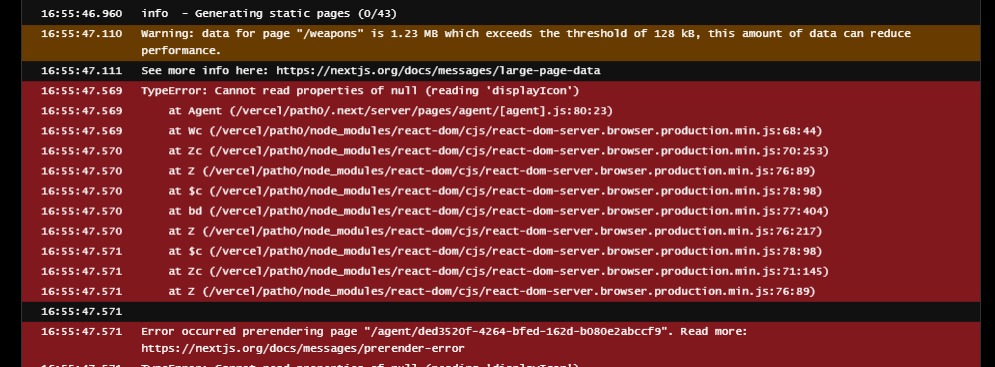 16:55:46.960 info  - Generating static pages (0/43)
16:55:47.110 Warning: data for page "/weapons" is 1.23 MB which exceeds the threshold of 128 kB, this amount of data can reduce
performance.
16:55:47.111 See more info here: https://nextjs.org/docs/messages/large-page-data
16:55:47.569 TypeError: Cannot read properties of null (reading 'displayIcon')
16:55:47.569 at Agent (/vercel/path0/.next/server/pages/agent/[agent].js:80:23)
16:55:47.569 at Wc (/vercel/path0/node_modules/react-dom/cjs/react-dom-server.browser.production.min.js:68:44)
16:55:47.570 at Zc (/vercel/path0/node_modules/react-dom/cjs/react-dom-server.browser.production.min.js:70:253)
16:55:47.570 at Z (/vercel/path0/node_modules/react-dom/cjs/react-dom-server.browser.production.min.js:76:89)
16:55:47.570 at $c (/vercel/path0/node_modules/react-dom/cjs/react-dom-server.browser.production.min.js:78:98)
16:55:47.570 at bd (/vercel/path0/node_modules/react-dom/cjs/react-dom-server.browser.production.min.js:77:404)
16:55:47.570 at Z (/vercel/path0/node_modules/react-dom/cjs/react-dom-server.browser.production.min.js:76:217)
16:55:47.571 at $c (/vercel/path0/node_modules/react-dom/cjs/react-dom-server.browser.production.min.js:78:98)
16:55:47.571 at Zc (/vercel/path0/node_modules/react-dom/cjs/react-dom-server.browser.production.min.js:71:145)
16:55:47.571 at Z (/vercel/path0/node_modules/react-dom/cjs/react-dom-server.browser.production.min.js:76:89)
16:55:47.571
16:55:47.571 Error occurred prerendering page "/agent/ded3520f-4264-bfed-162d-b080e2abccf9". Read more:
https://nextjs.org/docs/messages/prerender-error
16:55:47.571 TypeError: Cannot read properties of null (reading 'displayIcon')